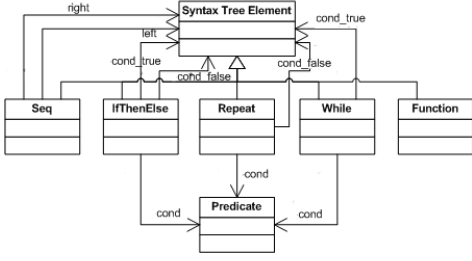 right
Syntax Tree Element
left
cond_true
cond_true
cond_false
cond_false
Seq
IfThenElse
Repeat
While
Function
cond
cond
cond
Predicate